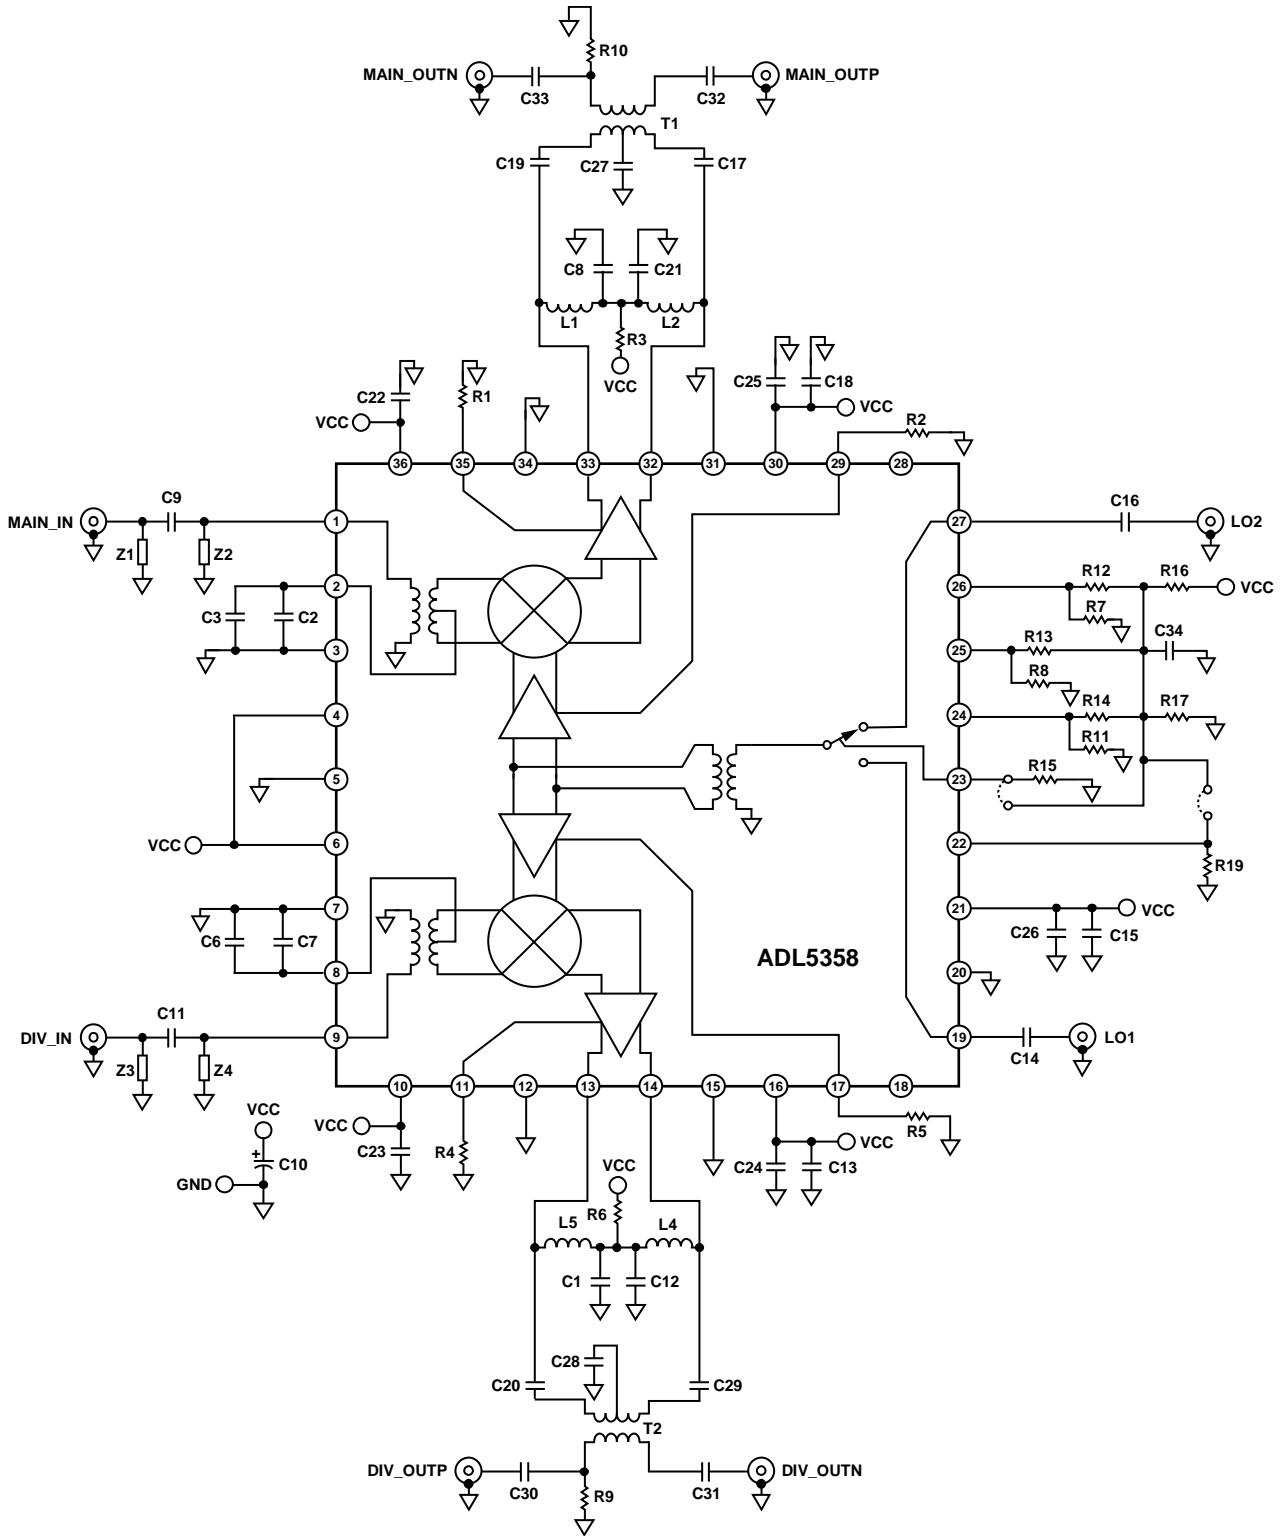 R10
MAIN_OUTN
MAIN_OUTP
C33
C32
T1
C19
C27
C17
C8
C21
L1
L2
R3
VCC
C22
R1
C25
C18
VCC
VCC
R2
36
35
34
33
32
31
30
29
28
MAIN_IN
C9
1
27
C16
LO2
Z1
Z2
2
26
R12
R16
VCC
C3
C2
R7
R13
C34
3
25
R8
4
24
R14
R17
R11
5
23
R15
VCC
6
22
R19
7
21
VCC
C6
C7
C26
C15
ADL5358
8
20
DIV_IN
C11
9
19
C14
LO1
Z3
Z4
10
11
12
13
14
15
16
17
18
VCC
VCC
C23
R4
C24
C13
VCC
R5
C10
+
GND
VCC
R6
L5
L4
C1
C12
C28
C20
C29
T2
DIV_OUTP
DIV_OUTN
C30
R9
C31